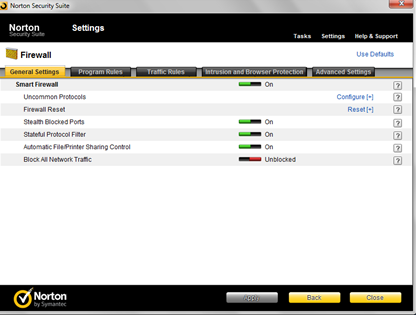 Norton Security Suite
Norton
Security Suite
Settings
Tasks Settings Help & Support
Firewall
Use Defaults
General Settings Program Rules Traffic Rules Intrusion and Browser Protection Advanced Settings
Smart Firewall On ?
Uncommon Protocols Configure [+] ?
Firewall Reset Reset [+] ?
Stealth Blocked Ports On ?
Stateful Protocol Filter On ?
Automatic File/Printer Sharing Control On ?
Block All Network Traffic Unblocked ?
Norton
by Symantec
Apply Back Close